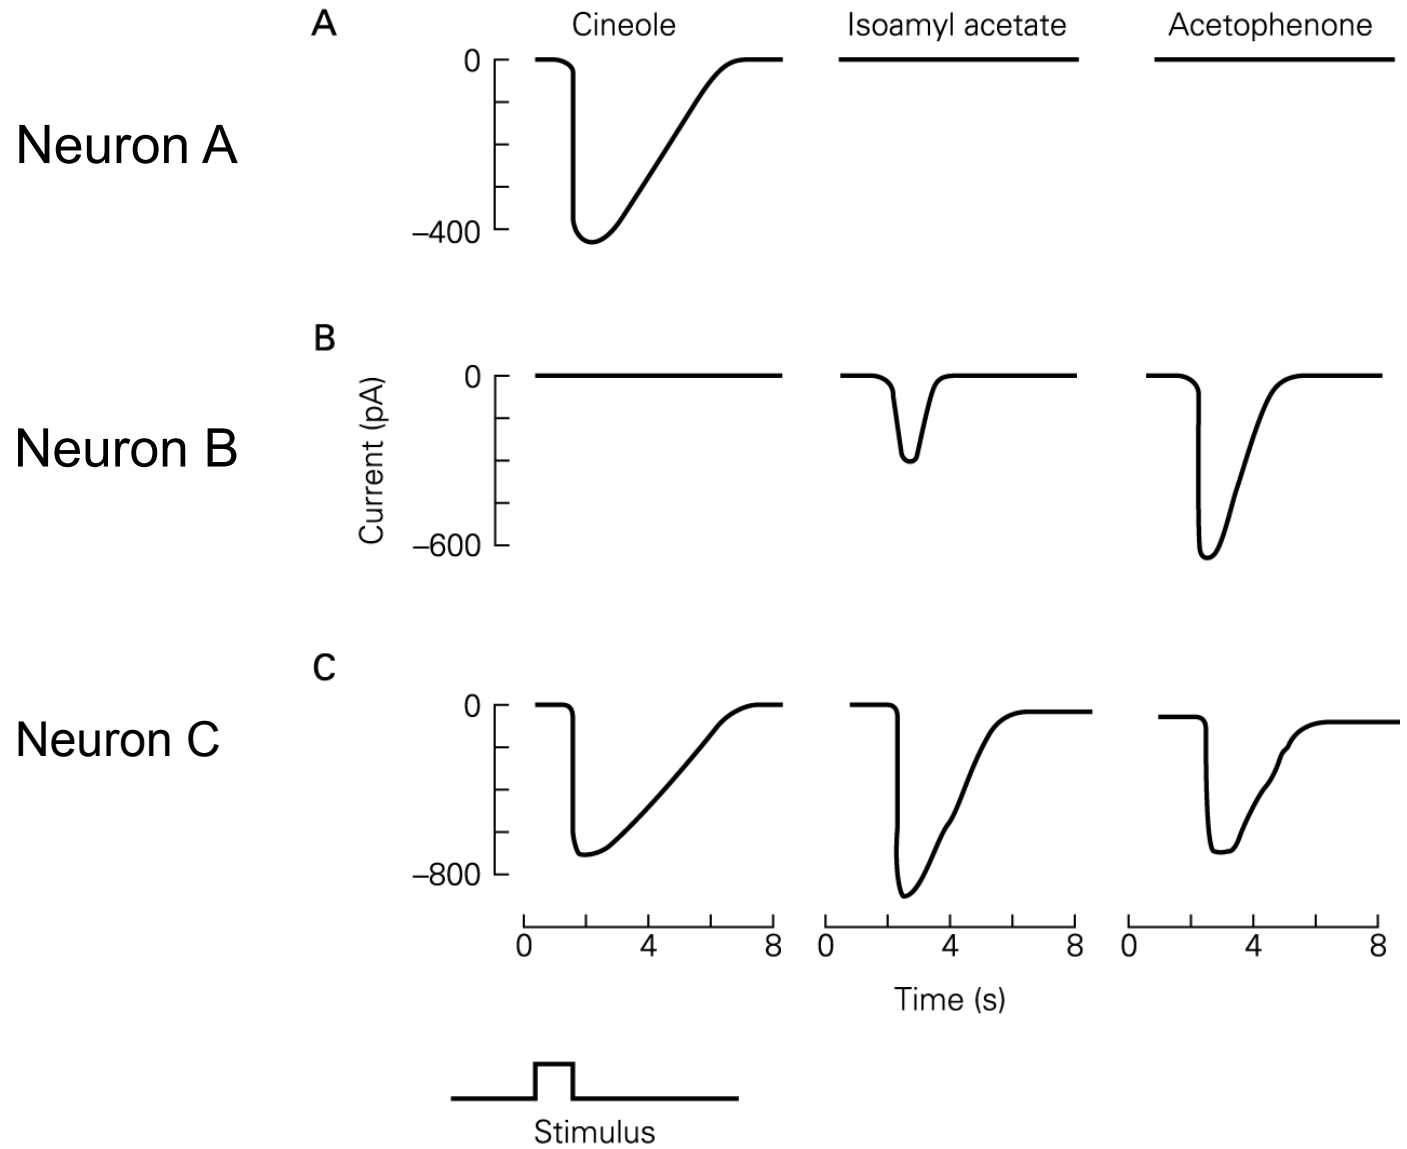 A
Cineole
Isoamyl acetate
Acetophenone
0
Neuron A
–400
B
0
Neuron B
Current (pA)
–600
C
0
Neuron C
–800
0 4 8
0 4 8
0 4 8
Time (s)
Stimulus